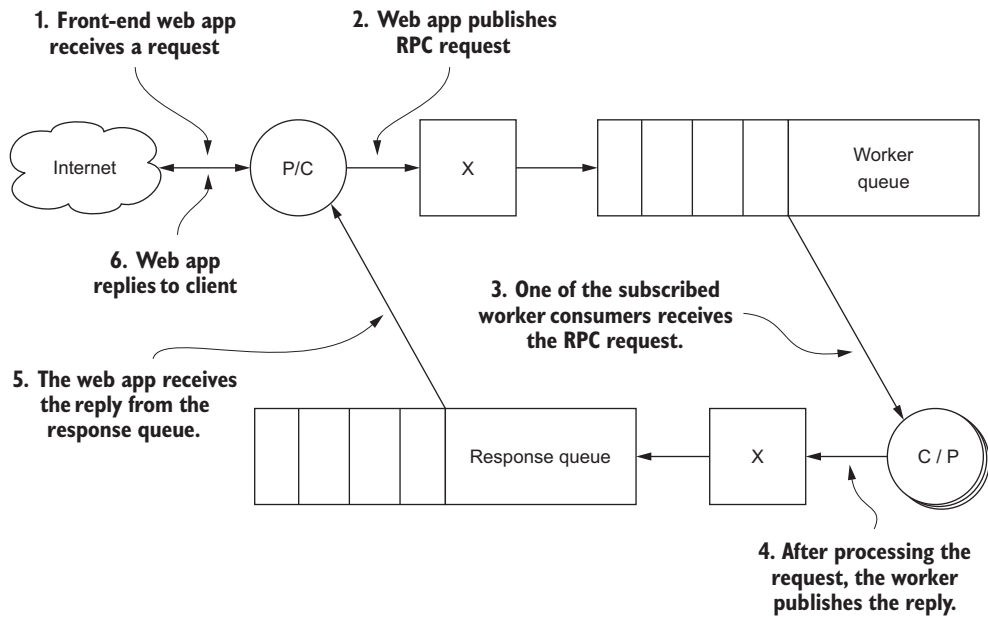 1. Front-end web app
receives a request
2. Web app publishes
RPC request
Internet
P/C
X
Worker
queue
6. Web app
replies to client
3. One of the subscribed
worker consumers receives
the RPC request.
5. The web app receives
the reply from the
response queue.
Response queue
X
C / P
4. After processing the
request, the worker
publishes the reply.